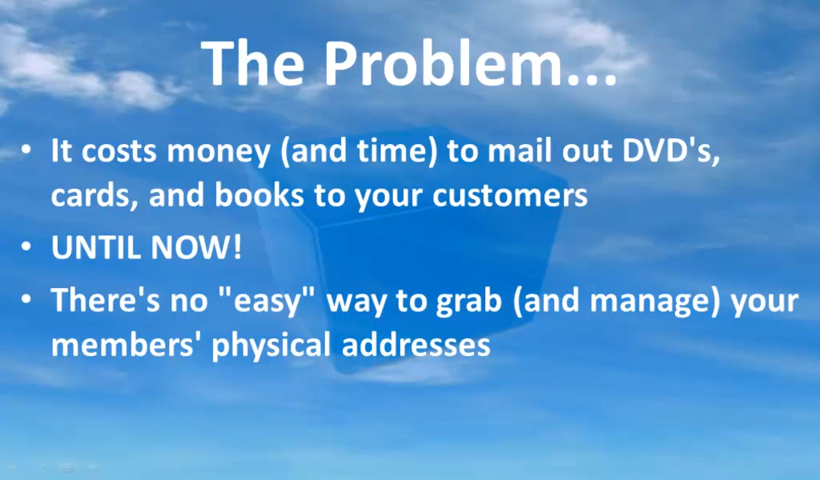 The Problem...
• It costs money (and time) to mail out DVD's,
cards, and books to your customers
• UNTIL NOW!
• There's no "easy" way to grab (and manage) your
members' physical addresses